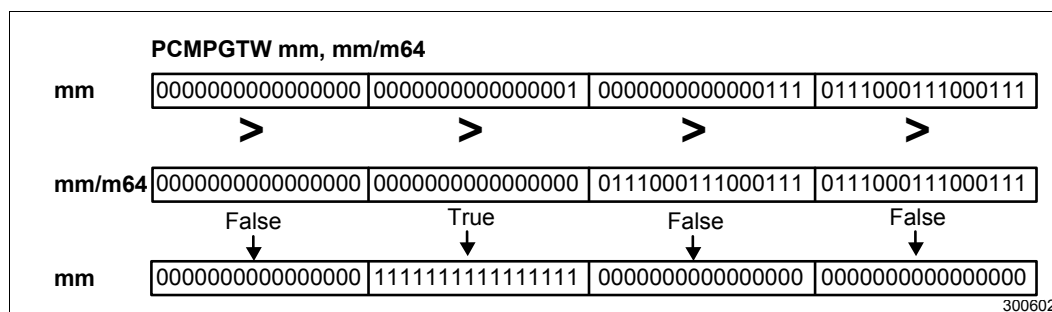 PCMPGTW mm, mm/m64
mm 0000000000000000 0000000000000001 0000000000000111 0111000111000111
> > > >
mm/m64 0000000000000000 0000000000000000 0111000111000111 0111000111000111
False True False False
mm 0000000000000000 1111111111111111 0000000000000000 0000000000000000
300602